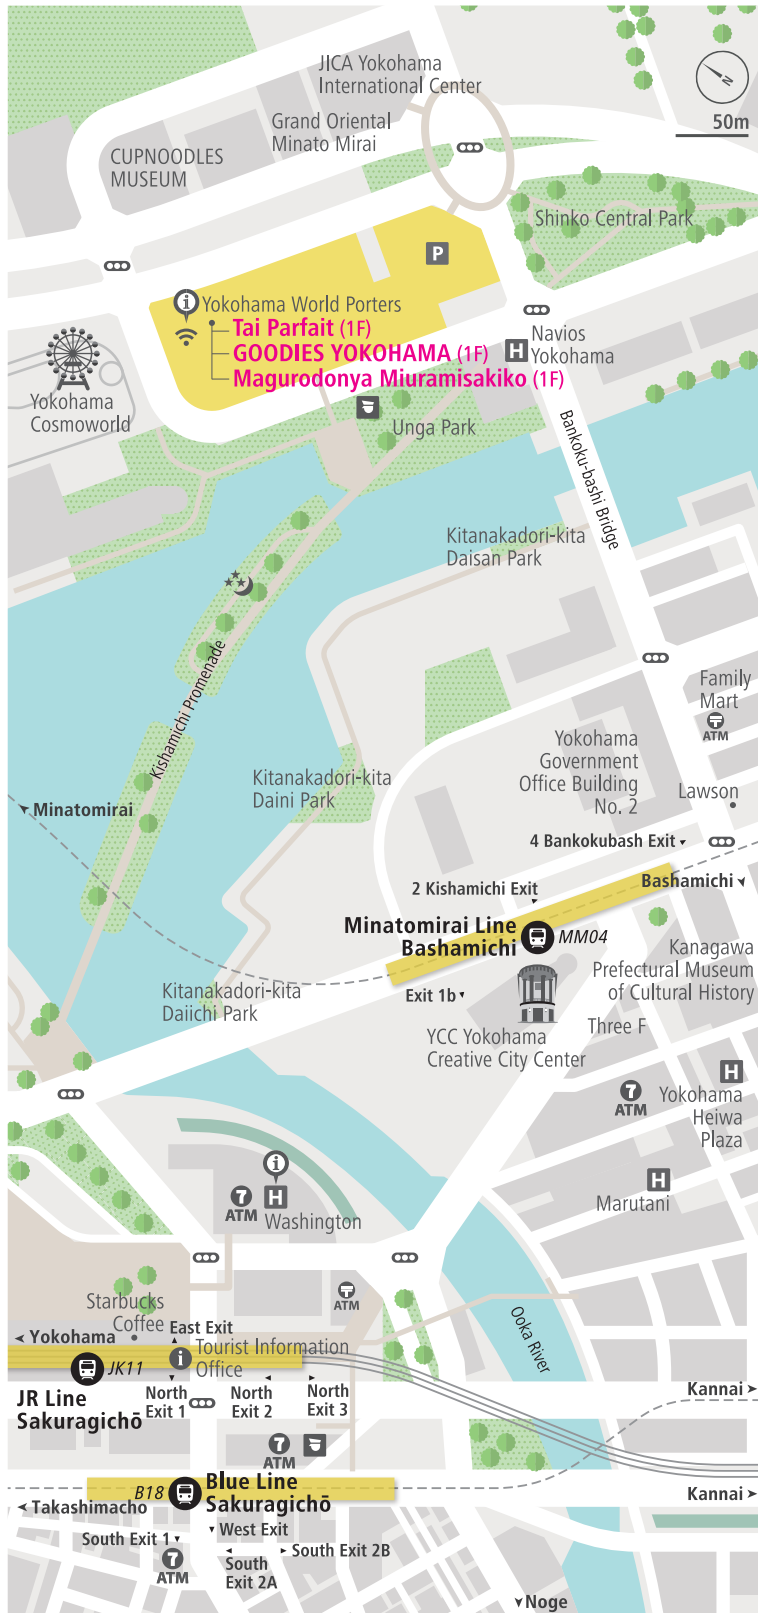 JICA Yokohama
International Center
N
50m
Grand Oriental
Minato Mirai
CUPNOODLES
MUSEUM
Shinko Central Park
P
Yokohama World Porters
Tai Parfait (1F)
GOODIES YOKOHAMA (1F)
Magurodonya Miuramisakiko (1F)
H
Navios
Yokohama
Yokohama
Cosmoworld
Unga Park
Bankoku-bashi Bridge
Kitanakadori-kita
Daisan Park
Kishamichi Promenade
Family
Mart
ATM
Yokohama
Government
Office Building
No. 2
Kitanakadori-kita
Daini Park
Lawson
Minatomirai
4 Bankokubash Exit
Bashamichi
2 Kishamichi Exit
Minatomirai Line
Bashamichi
MM04
Kanagawa
Prefectural Museum
of Cultural History
Kitanakadori-kita
Daiichi Park
Exit 1b
Three F
YCC Yokohama
Creative City Center
H
7
ATM
Yokohama
Heiwa
Plaza
H
Marutani
i
7
ATM
H
Washington
ATM
Starbucks
Coffee
Ooka River
Yokohama
East Exit
i
Tourist Information
Office
JK11
JR Line
Sakuragichō
North
Exit 1
North
Exit 2
North
Exit 3
Kannai
7
ATM
B18
Blue Line
Sakuragichō
Takashimacho
Kannai
West Exit
South Exit 1
7
ATM
South
Exit 2A
South Exit 2B
Noge